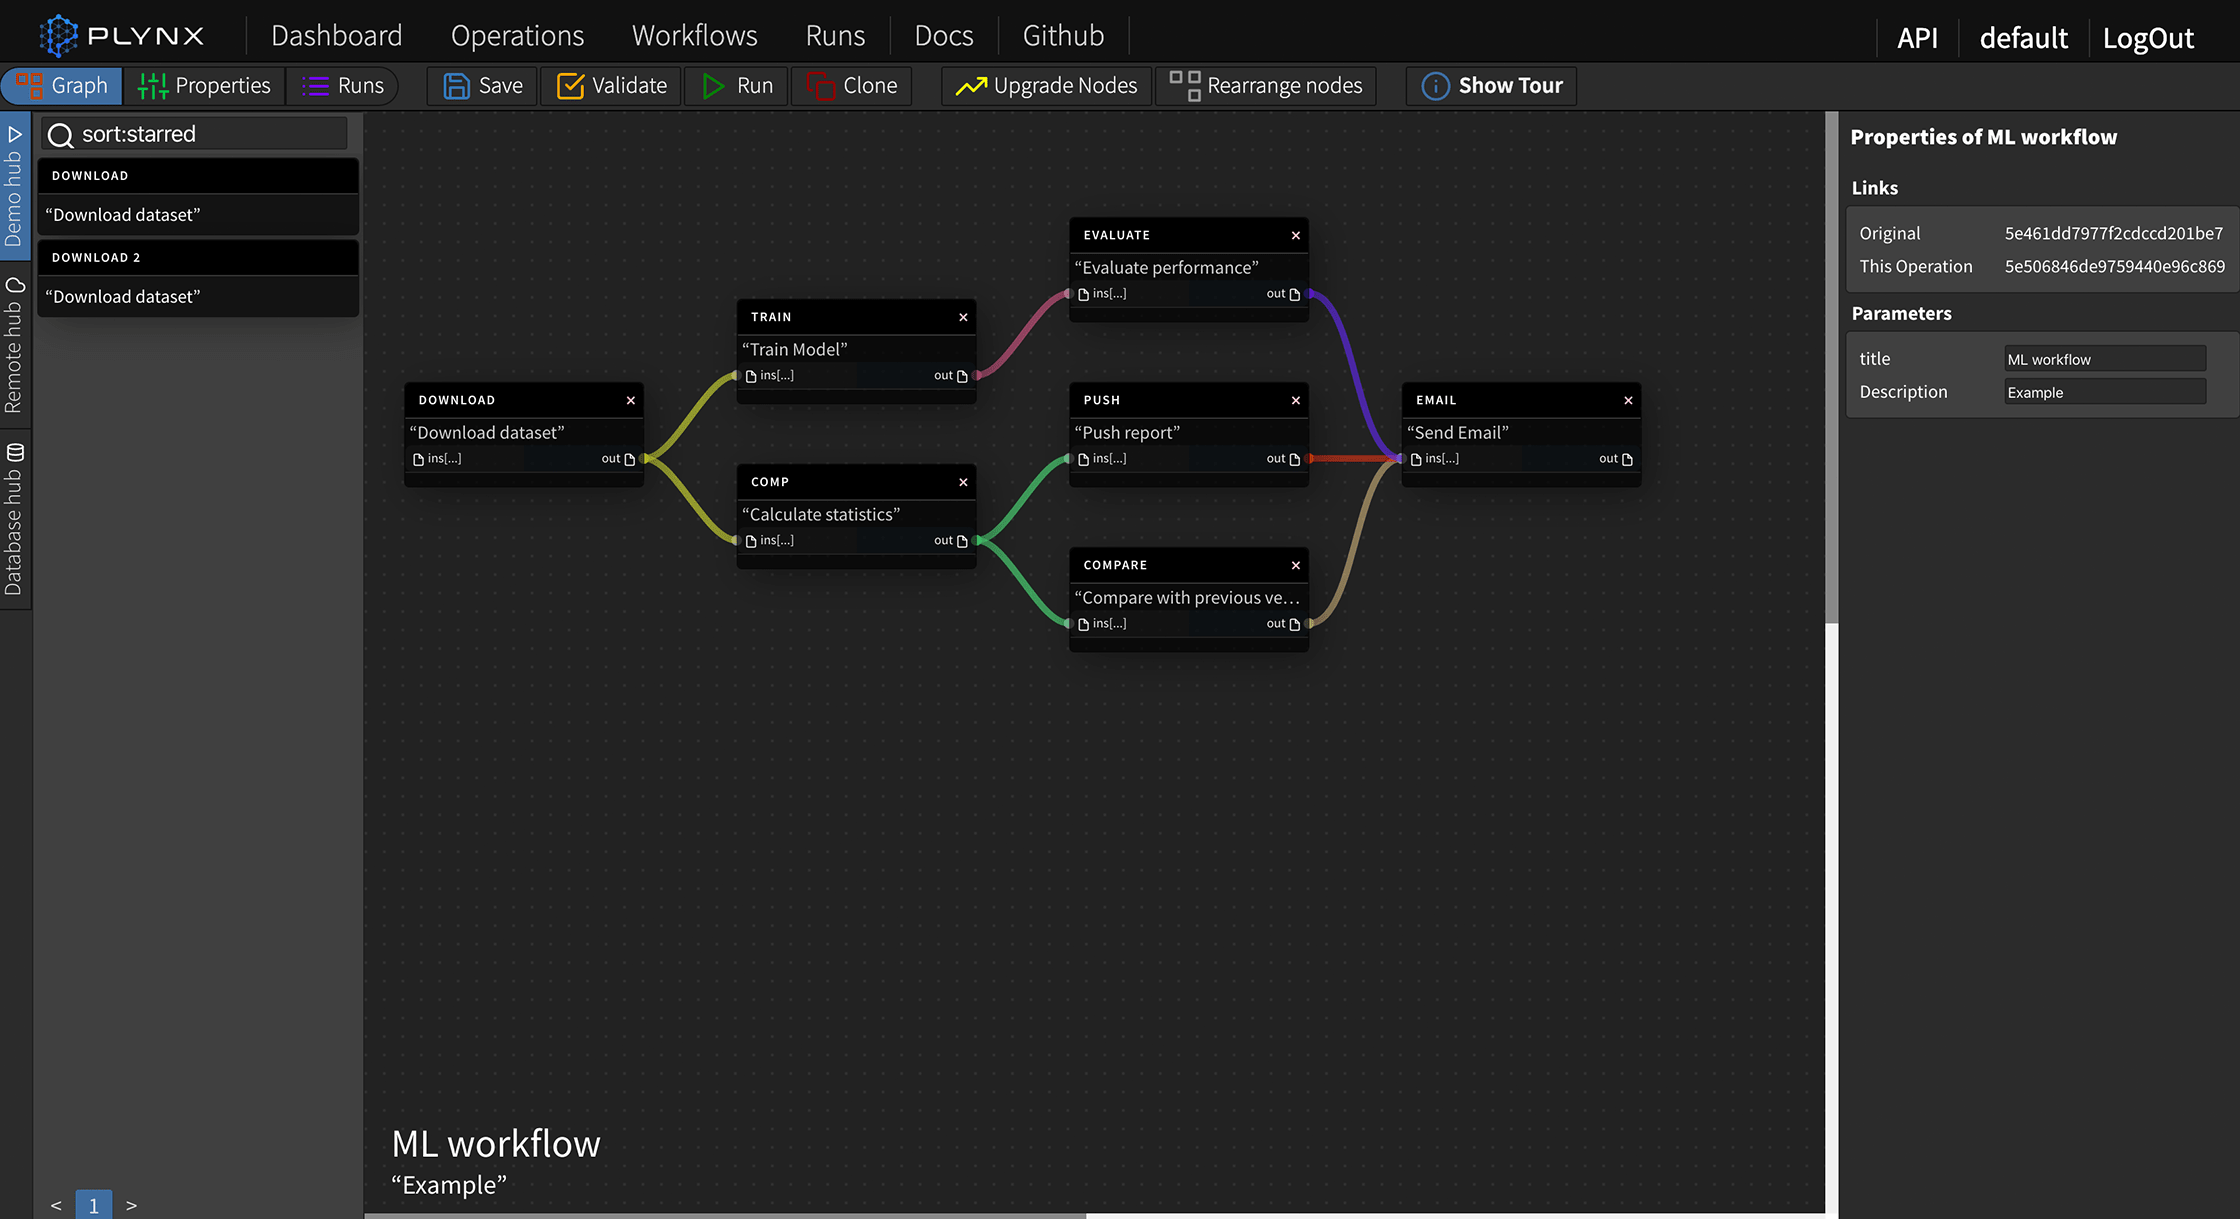 PLYNX
Dashboard Operations Workflows Runs Docs Github
API default LogOut
Graph Properties Runs Save Validate Run Clone Upgrade Nodes Rearrange nodes Show Tour
Demo hub
Remote hub
Database hub
sort:starred
DOWNLOAD
“Download dataset”
DOWNLOAD 2
“Download dataset”
< 1 >
DOWNLOAD ×
“Download dataset”
ins[...] out
TRAIN ×
“Train Model”
ins[...] out
COMP ×
“Calculate statistics”
ins[...] out
EVALUATE ×
“Evaluate performance”
ins[...] out
PUSH ×
“Push report”
ins[...] out
COMPARE ×
“Compare with previous ve...
ins[...] out
EMAIL ×
“Send Email”
ins[...] out
ML workflow
“Example”
Properties of ML workflow
Links
Original 5e461dd7977f2cdccd201be7
This Operation 5e506846de9759440e96c869
Parameters
title ML workflow
Description Example